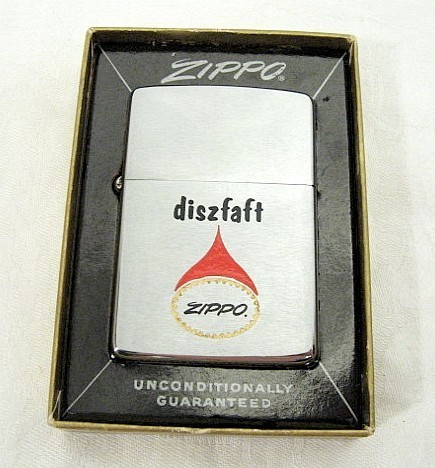 ZIPPO®
diszfaft
ZIPPO.
UNCONDITIONALLY
GUARANTEED